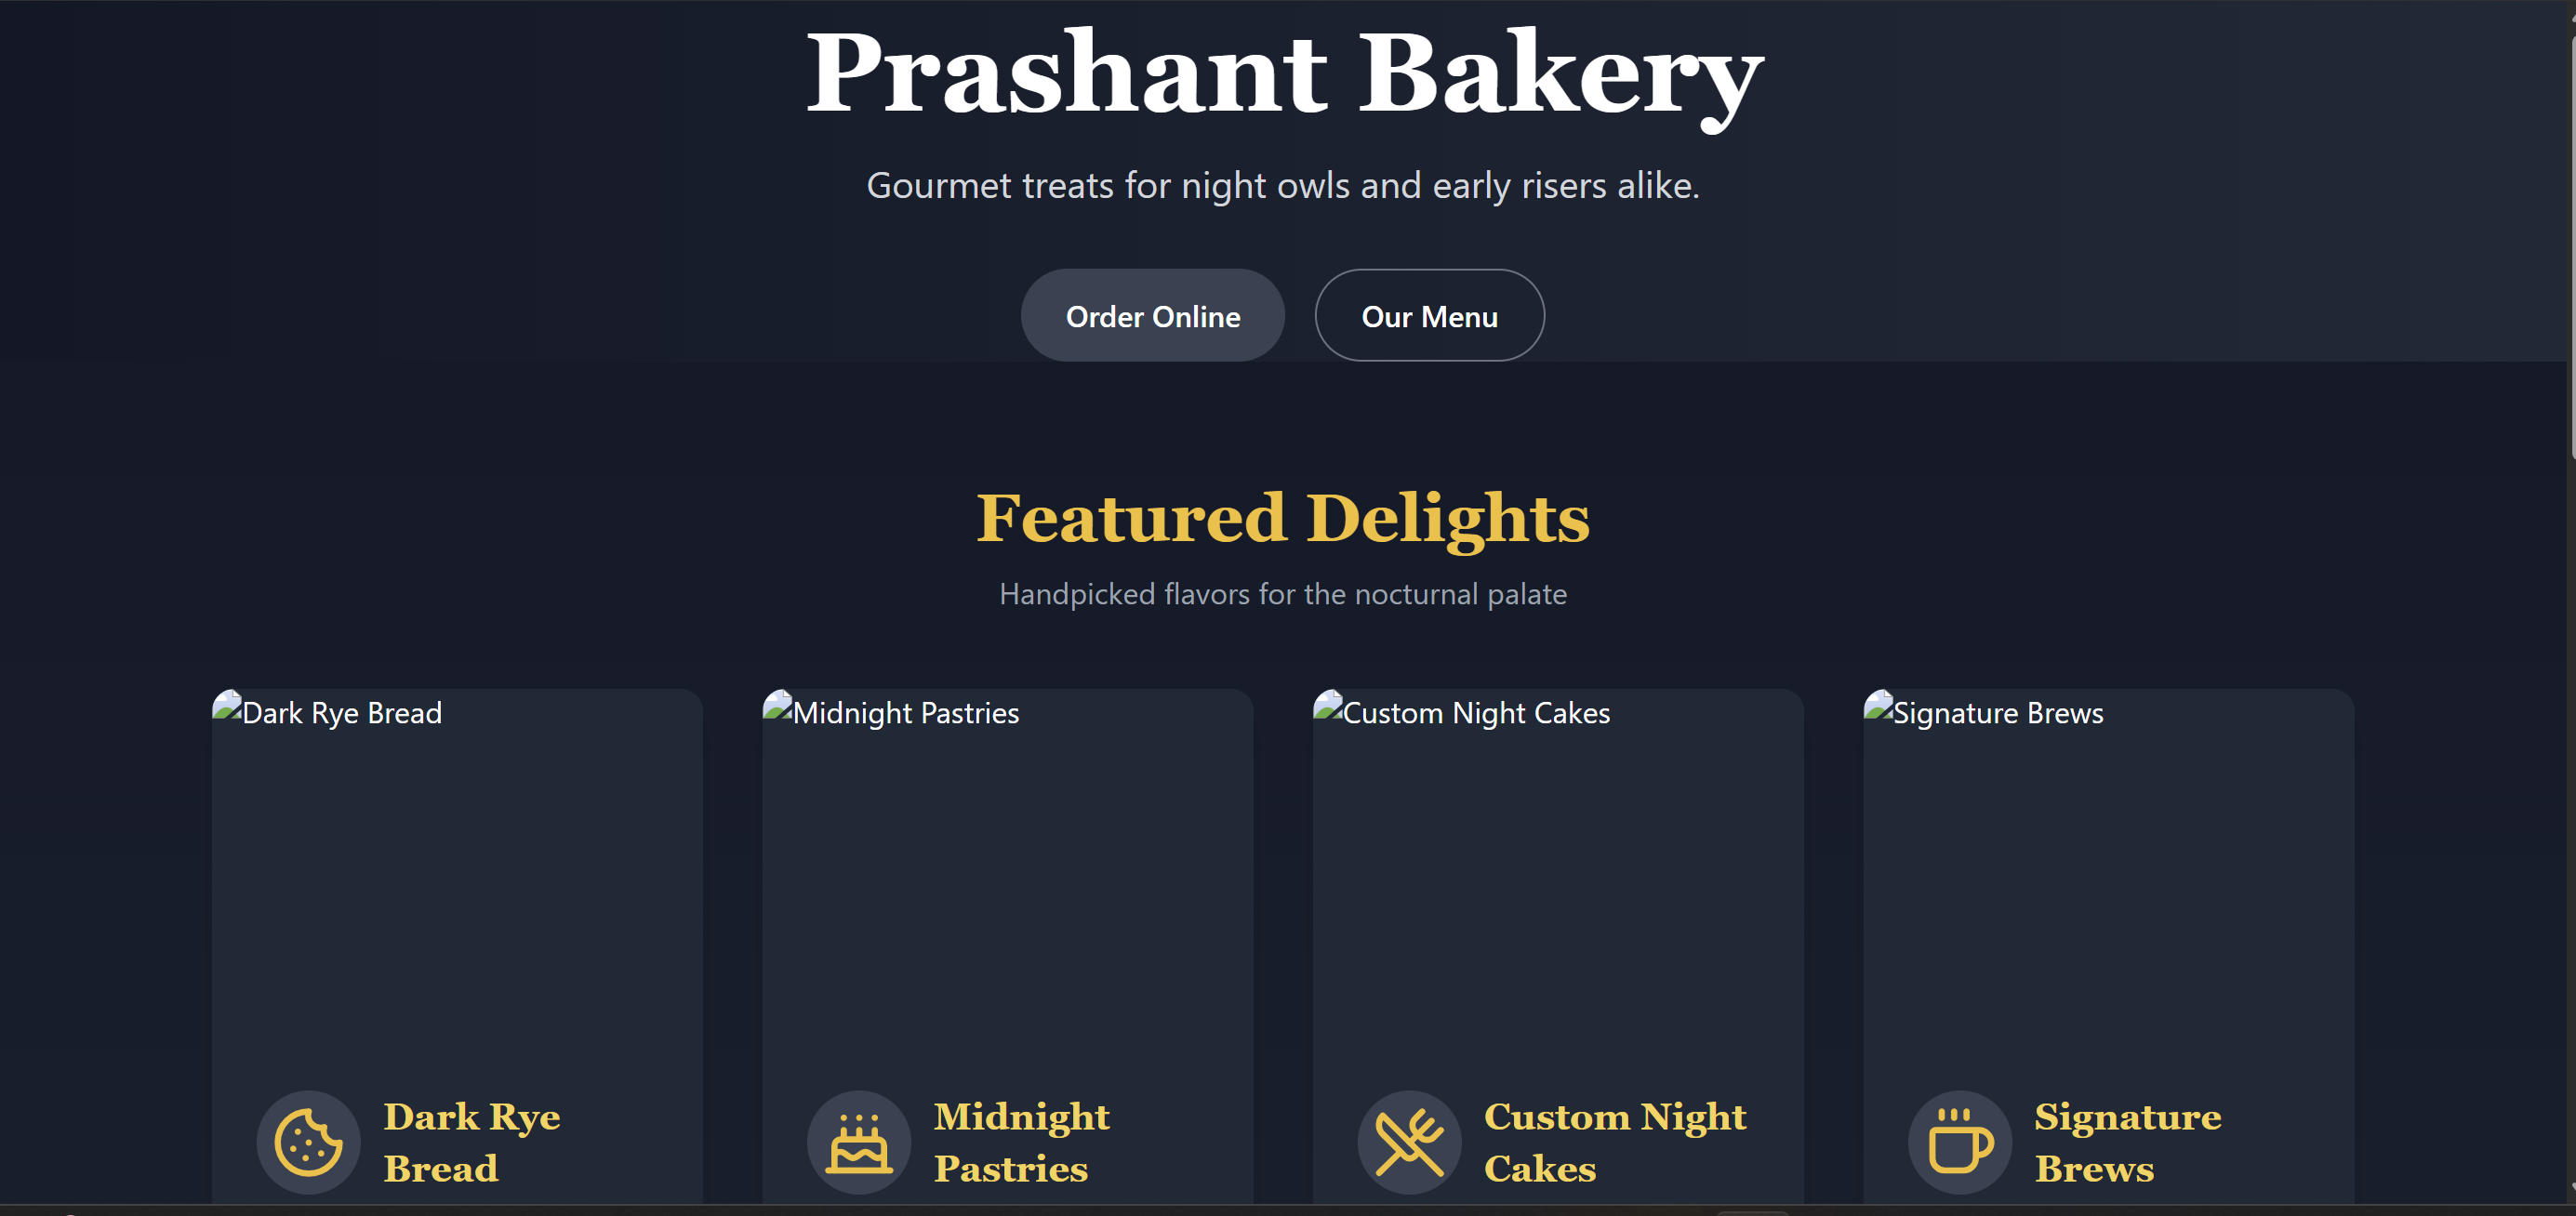 Prashant Bakery
Gourmet treats for night owls and early risers alike.
Order Online
Our Menu
Featured Delights
Handpicked flavors for the nocturnal palate
Dark Rye Bread
Midnight Pastries
Custom Night Cakes
Signature Brews
Dark Rye
Bread
Midnight
Pastries
Custom Night
Cakes
Signature
Brews